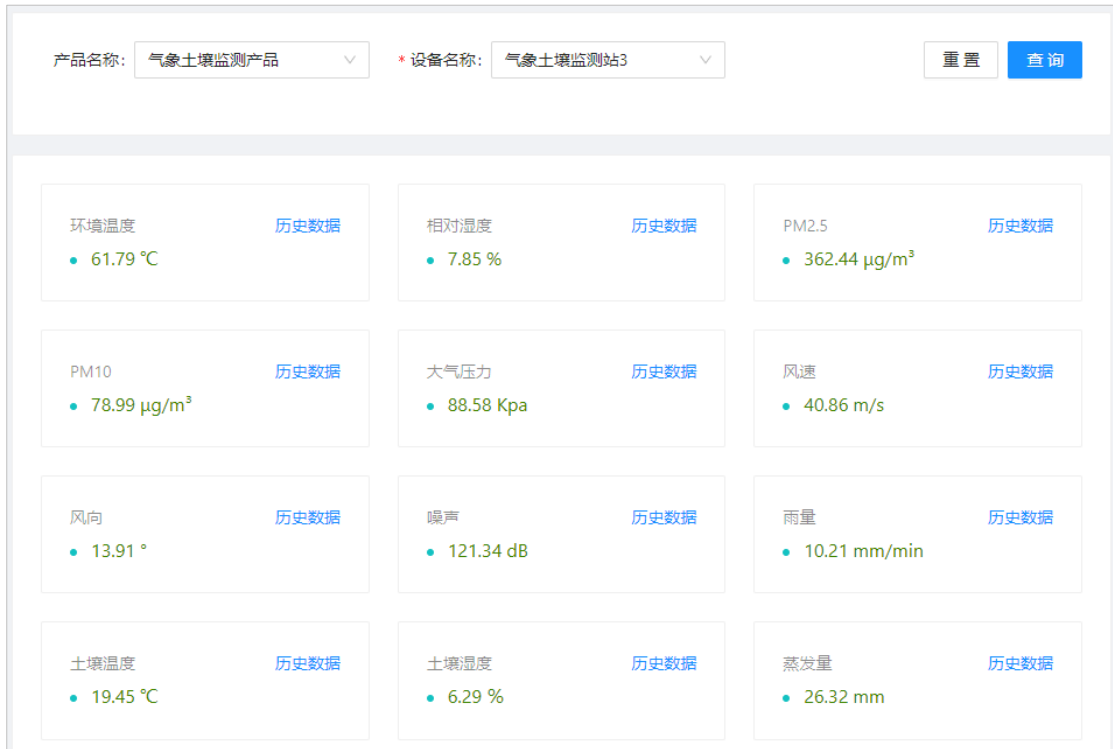 产品名称: 气象土壤监测产品 * 设备名称: 气象土壤监测站3 重 置 查 询
环境温度 历史数据 相对湿度 历史数据 PM2.5 历史数据
61.79 ℃ 7.85 % 362.44 μg/m³
PM10 历史数据 大气压力 历史数据 风速 历史数据
78.99 μg/m³ 88.58 Kpa 40.86 m/s
风向 历史数据 噪声 历史数据 雨量 历史数据
13.91 ° 121.34 dB 10.21 mm/min
土壤温度 历史数据 土壤湿度 历史数据 蒸发量 历史数据
19.45 ℃ 6.29 % 26.32 mm